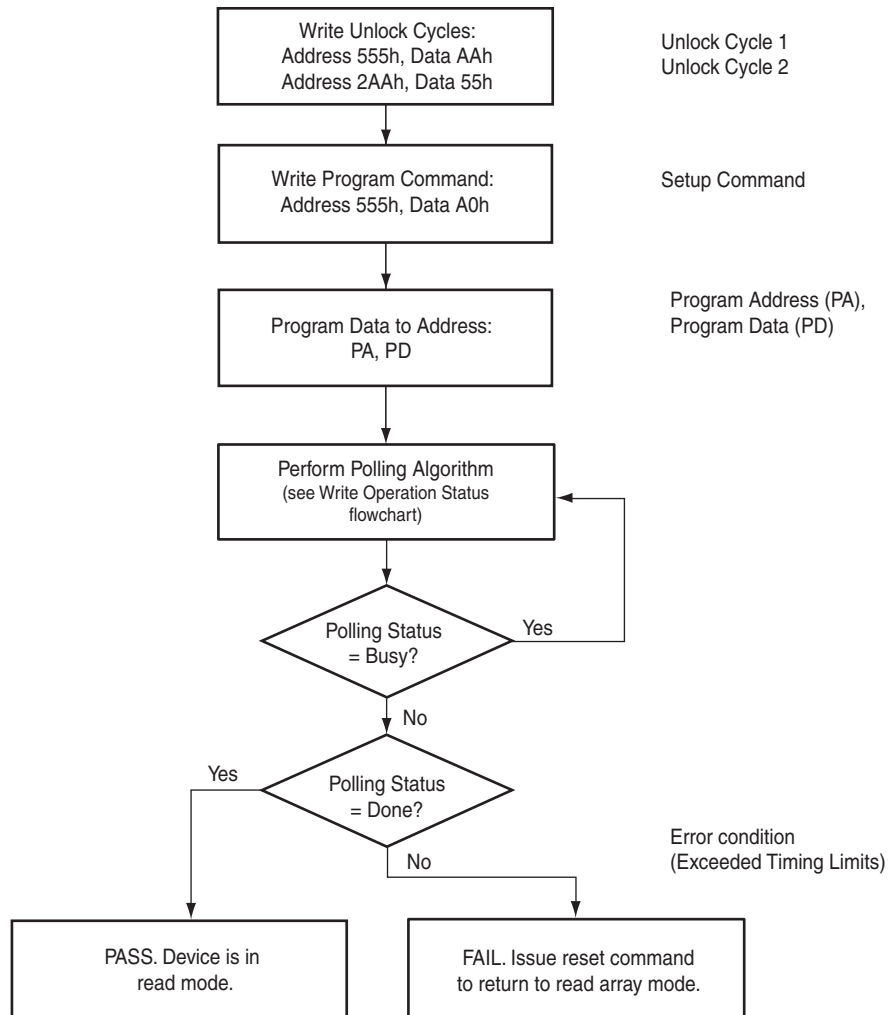 Write Unlock Cycles:
Address 555h, Data AAh
Address 2AAh, Data 55h
Unlock Cycle 1
Unlock Cycle 2
Write Program Command:
Address 555h, Data A0h
Setup Command
Program Data to Address:
PA, PD
Program Address (PA),
Program Data (PD)
Perform Polling Algorithm
(see Write Operation Status
flowchart)
Polling Status
= Busy?
Yes
No
Polling Status
= Done?
Yes
No
Error condition
(Exceeded Timing Limits)
PASS. Device is in
read mode.
FAIL. Issue reset command
to return to read array mode.